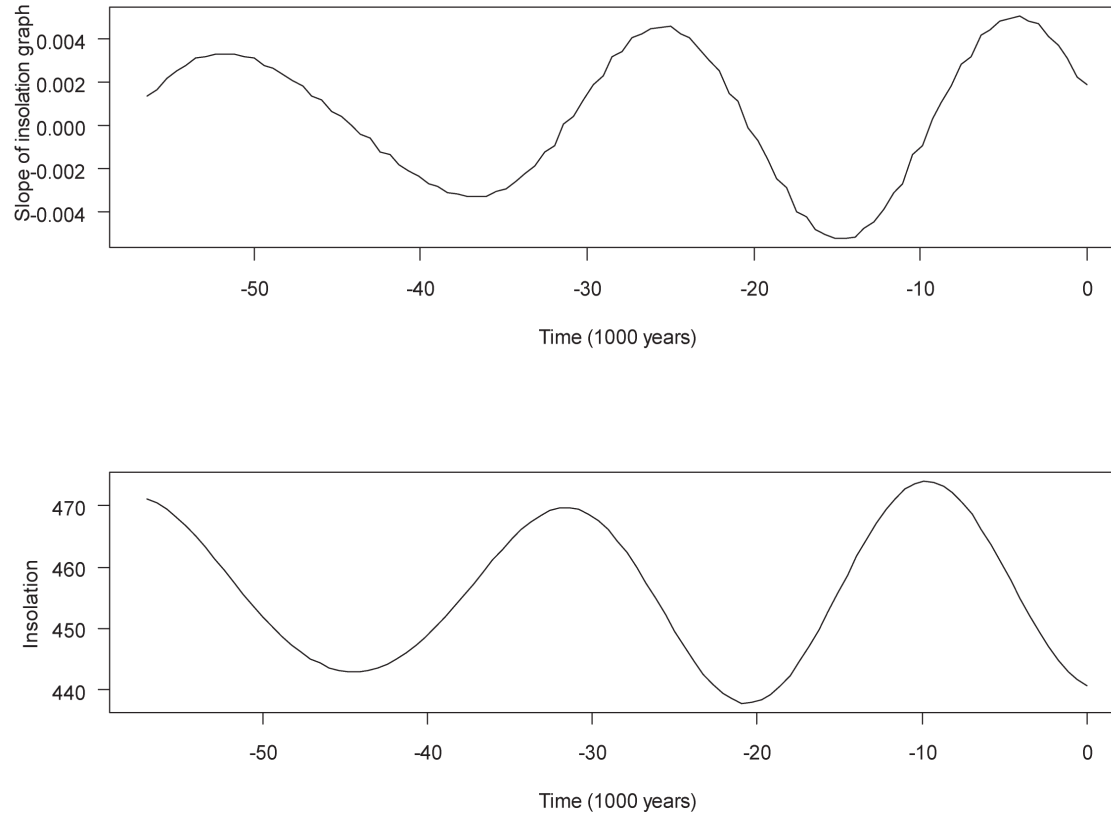 Slope of insolation graph
0.004
0.002
0.000
-0.002
-0.004
-50 -40 -30 -20 -10 0
Time (1000 years)
Insolation
470
460
450
440
-50 -40 -30 -20 -10 0
Time (1000 years)